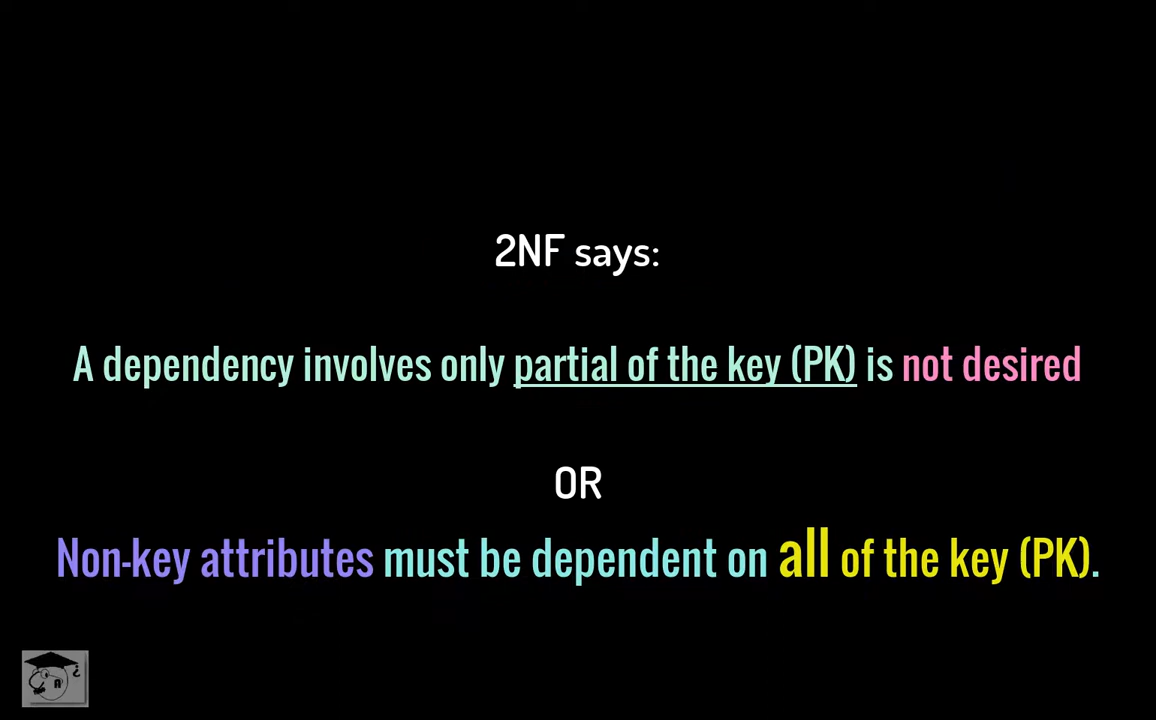 2NF says:
A dependency involves only partial of the key (PK) is not desired
OR
Non-key attributes must be dependent on all of the key (PK).